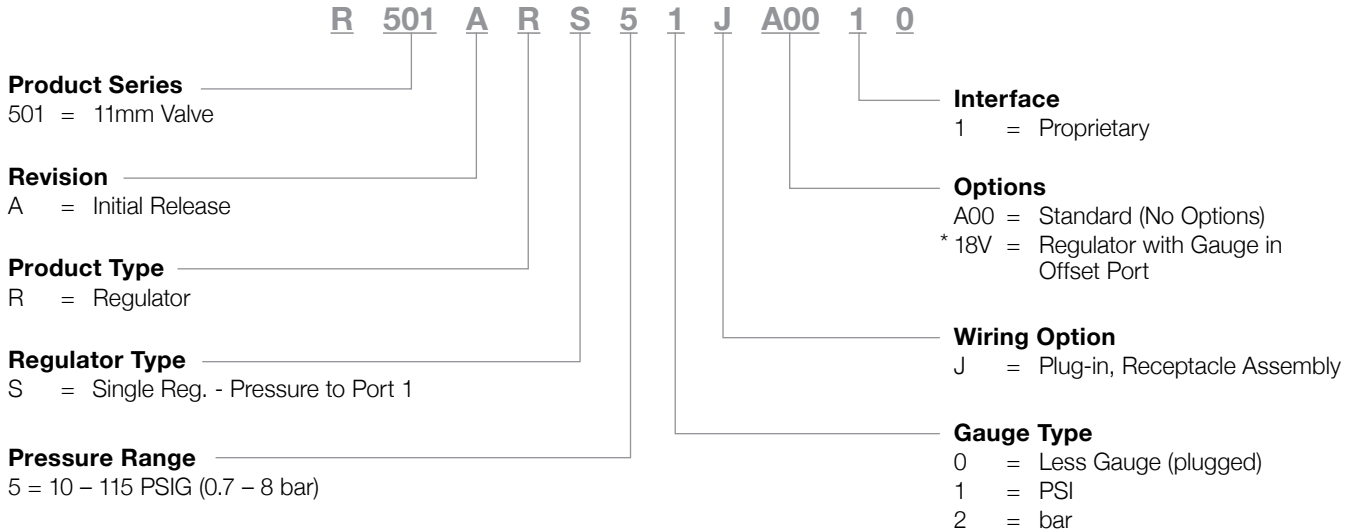 R 501 A R S 5 1 J A00 1 0
Product Series
501 = 11mm Valve
Revision
A = Initial Release
Product Type
R = Regulator
Regulator Type
S = Single Reg. - Pressure to Port 1
Pressure Range
5 = 10 – 115 PSIG (0.7 – 8 bar)
Interface
1 = Proprietary
Options
A00 = Standard (No Options)
* 18V = Regulator with Gauge in
Offset Port
Wiring Option
J = Plug-in, Receptacle Assembly
Gauge Type
0 = Less Gauge (plugged)
1 = PSI
2 = bar